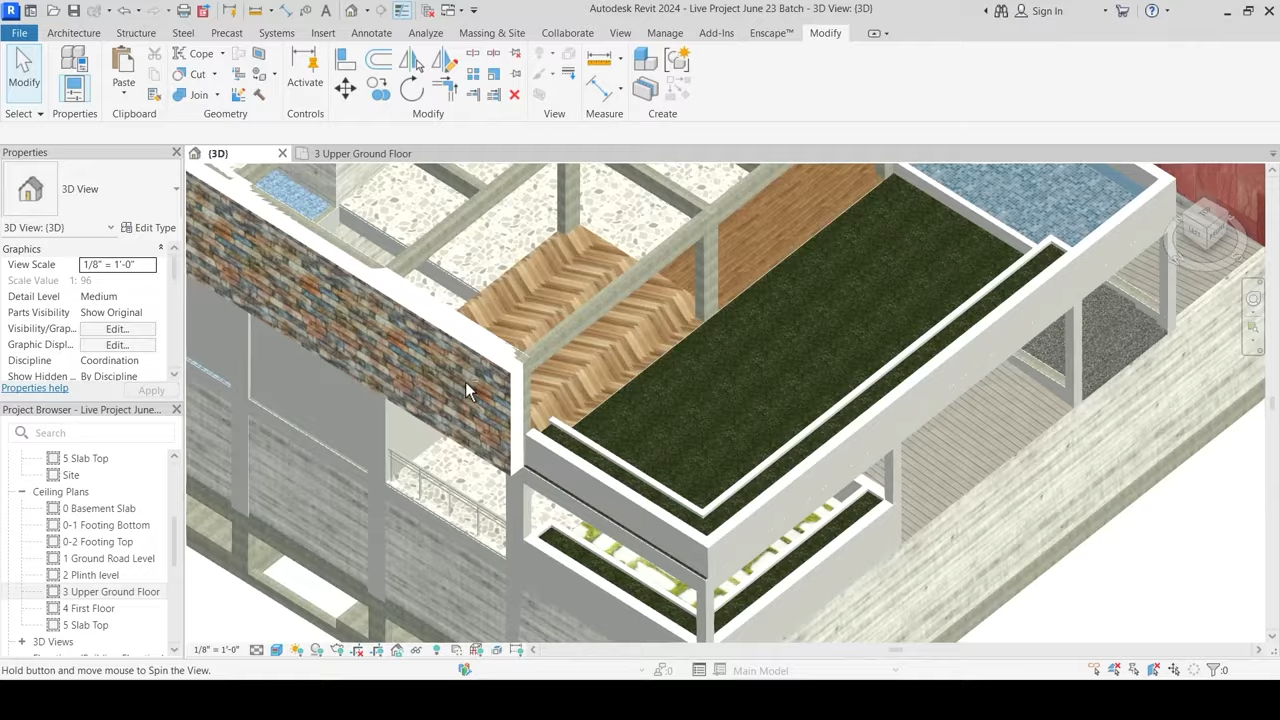 Autodesk Revit 2024 - Live Project June 23 Batch - 3D View: {3D}
Sign In
File Architecture Structure Steel Precast Systems Insert Annotate Analyze Massing & Site Collaborate View Manage Add-Ins Enscape™ Modify
Modify
Paste
Cope
Cut
Join
Activate
Select Properties Clipboard Geometry Controls Modify View Measure Create
Properties
{3D}
3 Upper Ground Floor
3D View
3D View: {3D}
Edit Type
Graphics
View Scale 1/8" = 1'-0"
Scale Value 1: 96
Detail Level Medium
Parts Visibility Show Original
Visibility/Grap... Edit...
Graphic Displ... Edit...
Discipline Coordination
Show Hidden ... By Discipline
Properties help
Apply
Project Browser - Live Project June...
Search
5 Slab Top
Site
Ceiling Plans
0 Basement Slab
0-1 Footing Bottom
0-2 Footing Top
1 Ground Road Level
2 Plinth level
3 Upper Ground Floor
4 First Floor
5 Slab Top
3D Views
1/8" = 1'-0"
Hold button and move mouse to Spin the View.
:0
Main Model
:0